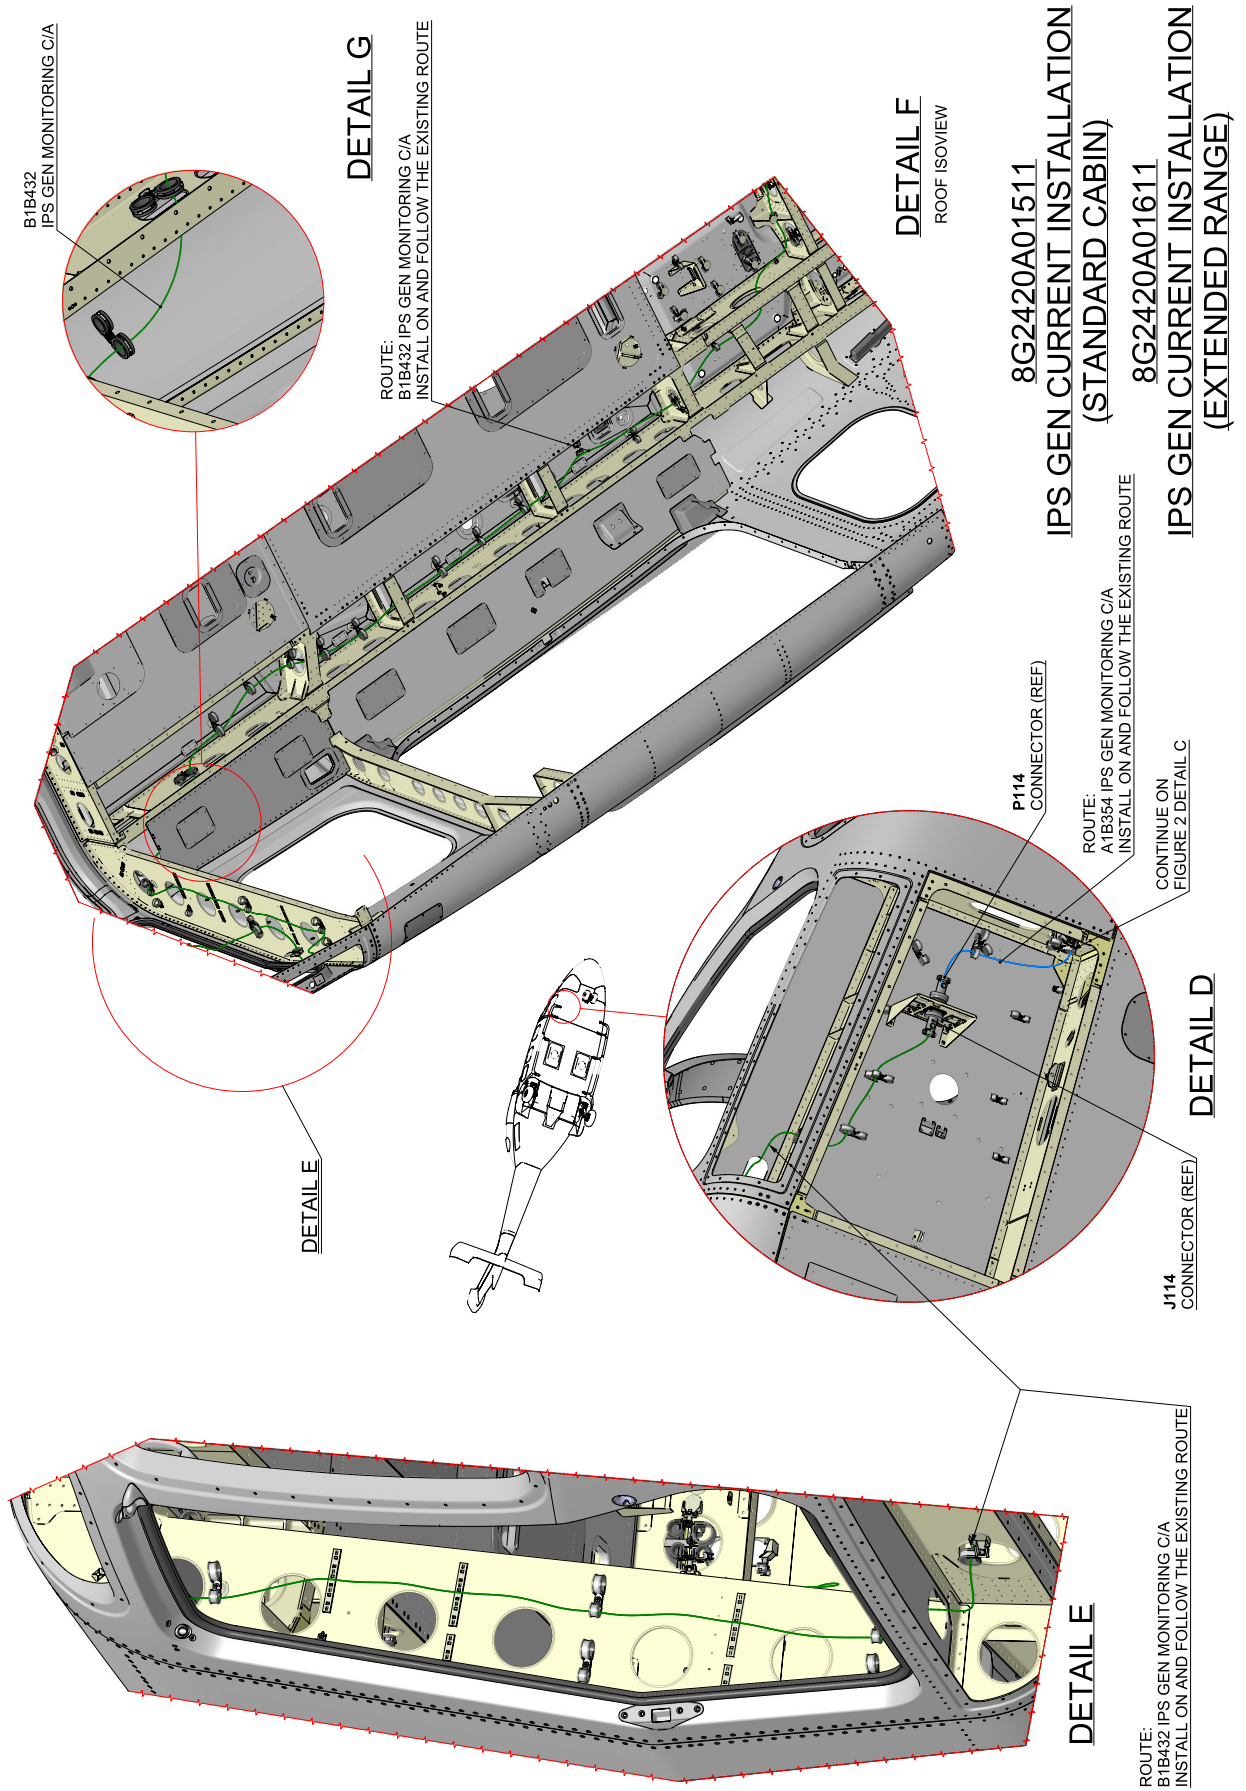 B1B432
IPS GEN MONITORING C/A
DETAIL G
ROUTE:
B1B432 IPS GEN MONITORING C/A
INSTALL ON AND FOLLOW THE EXISTING ROUTE
DETAIL F
ROOF ISOVIEW
8G2420A01511
IPS GEN CURRENT INSTALLATION
(STANDARD CABIN)
8G2420A01611
IPS GEN CURRENT INSTALLATION
(EXTENDED RANGE)
DETAIL E
P114
CONNECTOR (REF)
ROUTE:
A1B354 IPS GEN MONITORING C/A
INSTALL ON AND FOLLOW THE EXISTING ROUTE
CONTINUE ON
FIGURE 2 DETAIL C
DETAIL D
J114
CONNECTOR (REF)
DETAIL E
ROUTE:
B1B432 IPS GEN MONITORING C/A
INSTALL ON AND FOLLOW THE EXISTING ROUTE